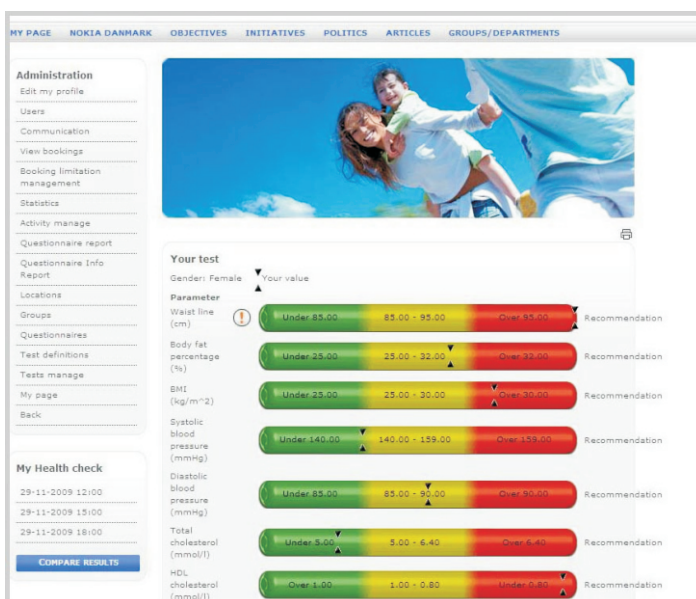 MY PAGE NOKIA DANMARK OBJECTIVES INITIATIVES POLITICS ARTICLES GROUPS/DEPARTMENTS
Administration
Edit my profile
Users
Communication
View bookings
Booking limitation
management
Statistics
Activity manage
Questionnaire report
Questionnaire Info
Report
Locations
Groups
Questionnaires
Test definitions
Tests manage
My page
Back
My Health check
29-11-2009 12:00
29-11-2009 15:00
29-11-2009 18:00
COMPARE RESULTS
Your test
Gender: Female Your value
Parameter
Waist line
(cm)
Under 85.00 85.00 - 95.00 Over 95.00 Recommendation
Body fat
percentage
(%)
Under 25.00 25.00 - 32.00 Over 32.00 Recommendation
BMI
(kg/m^2)
Under 25.00 25.00 - 30.00 Over 30.00 Recommendation
Systolic
blood
pressure
(mmHg)
Under 140.00 140.00 - 159.00 Over 159.00 Recommendation
Diastolic
blood
pressure
(mmHg)
Under 85.00 85.00 - 90.00 Over 90.00 Recommendation
Total
cholesterol
(mmol/l)
Under 5.00 5.00 - 6.40 Over 6.40 Recommendation
HDL
cholesterol
(mmol/l)
Over 1.00 1.00 - 0.80 Under 0.80 Recommendation